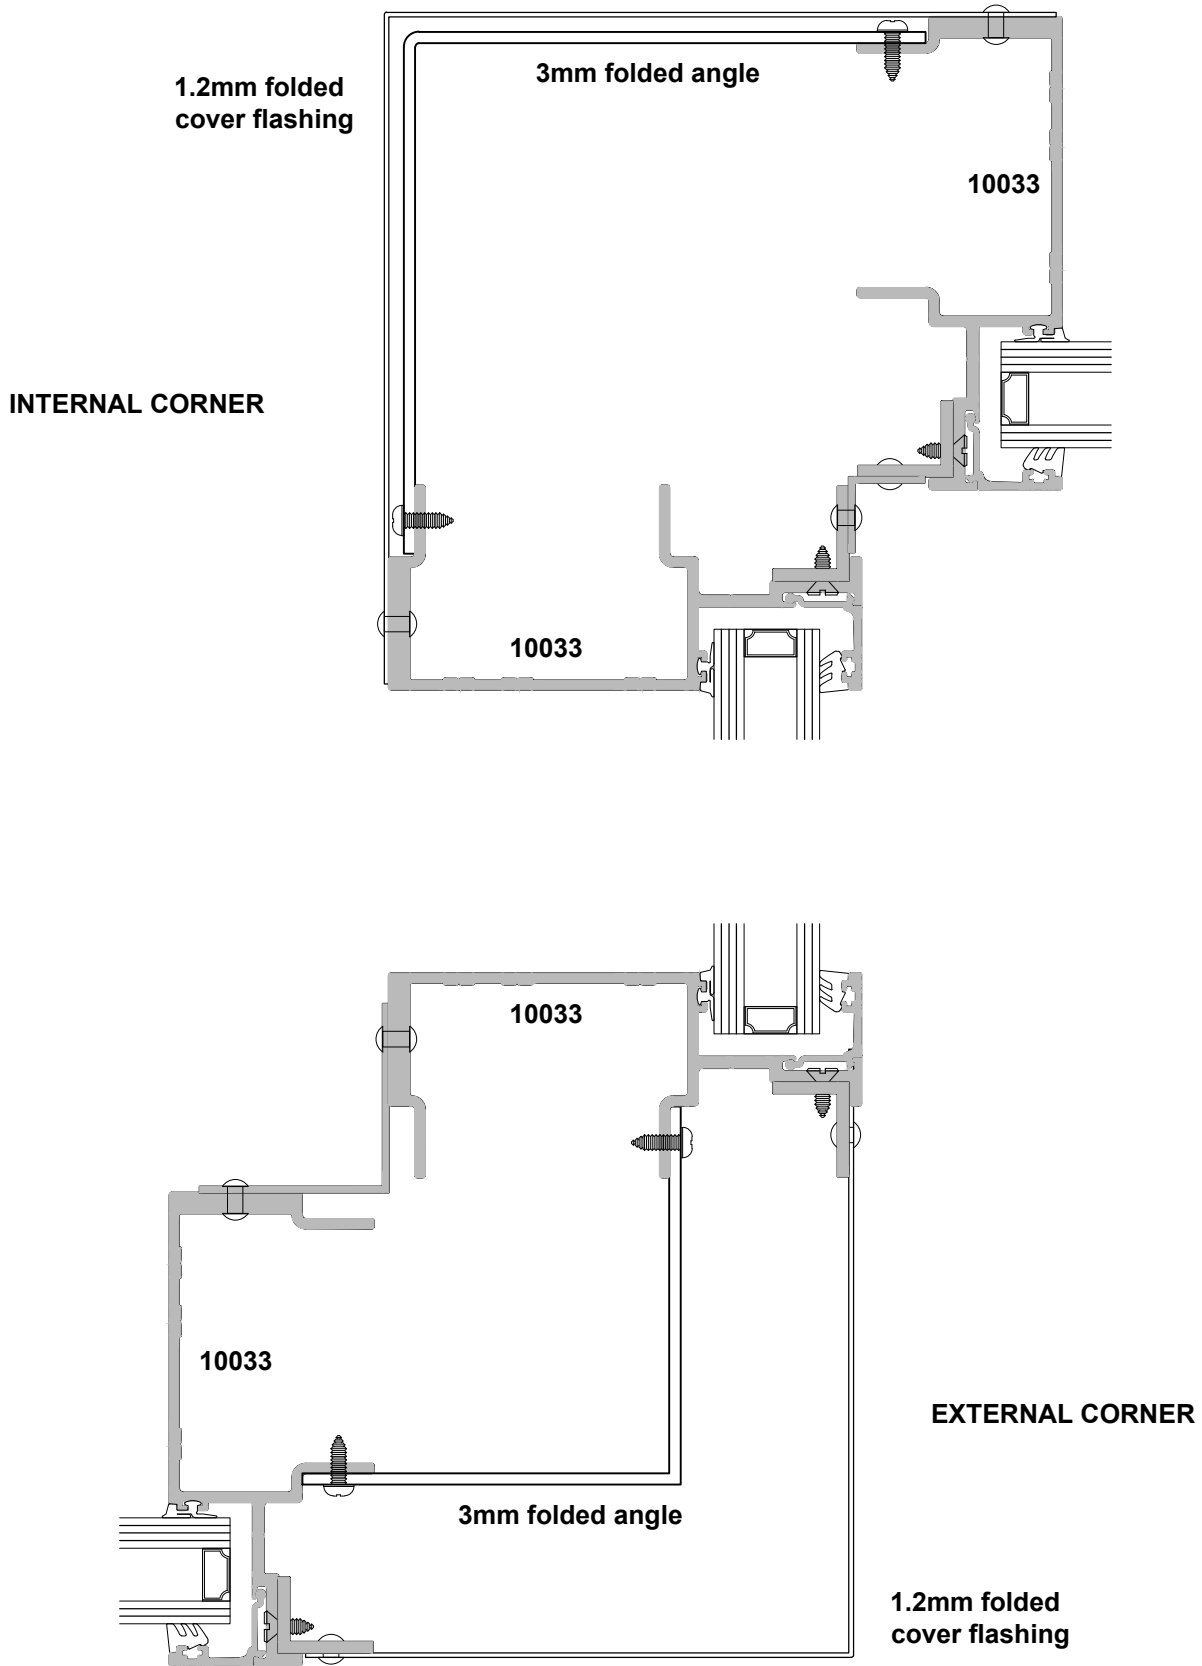 3mm folded angle
1.2mm folded
cover flashing
10033
INTERNAL CORNER
10033
10033
10033
EXTERNAL CORNER
3mm folded angle
1.2mm folded
cover flashing